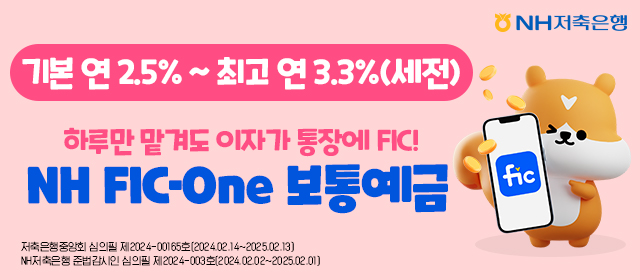 NH저축은행
기본 연 2.5% ~ 최고 연 3.3%(세전)
하루만 맡겨도 이자가 통장에 FIC!
NH FIC-One 보통예금
fic
저축은행중앙회 심의필 제2024-00165호(2024.02.14~2025.02.13)
NH저축은행 준법감시인 심의필 제2024-003호(2024.02.02~2025.02.01)